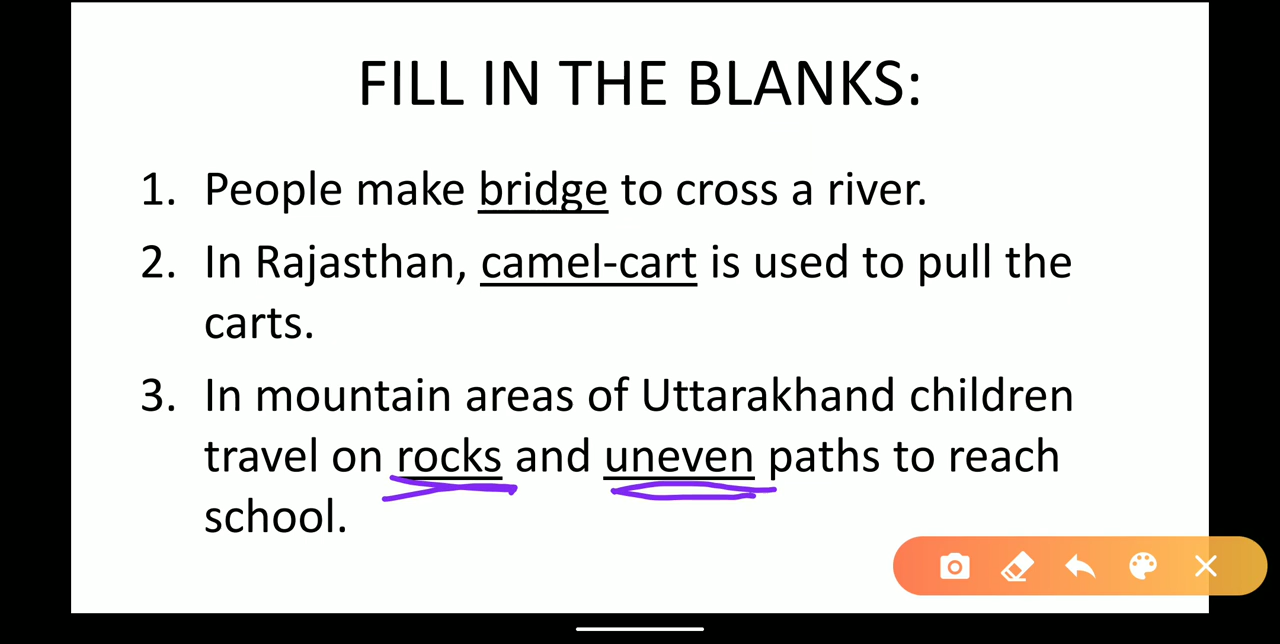 FILL IN THE BLANKS:
1. People make bridge to cross a river.
2. In Rajasthan, camel-cart is used to pull the
carts.
3. In mountain areas of Uttarakhand children
travel on rocks and uneven paths to reach
school.